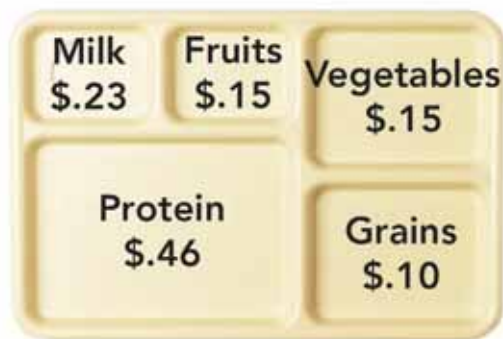 Milk
$.23
Fruits
$.15
Vegetables
$.15
Protein
$.46
Grains
$.10